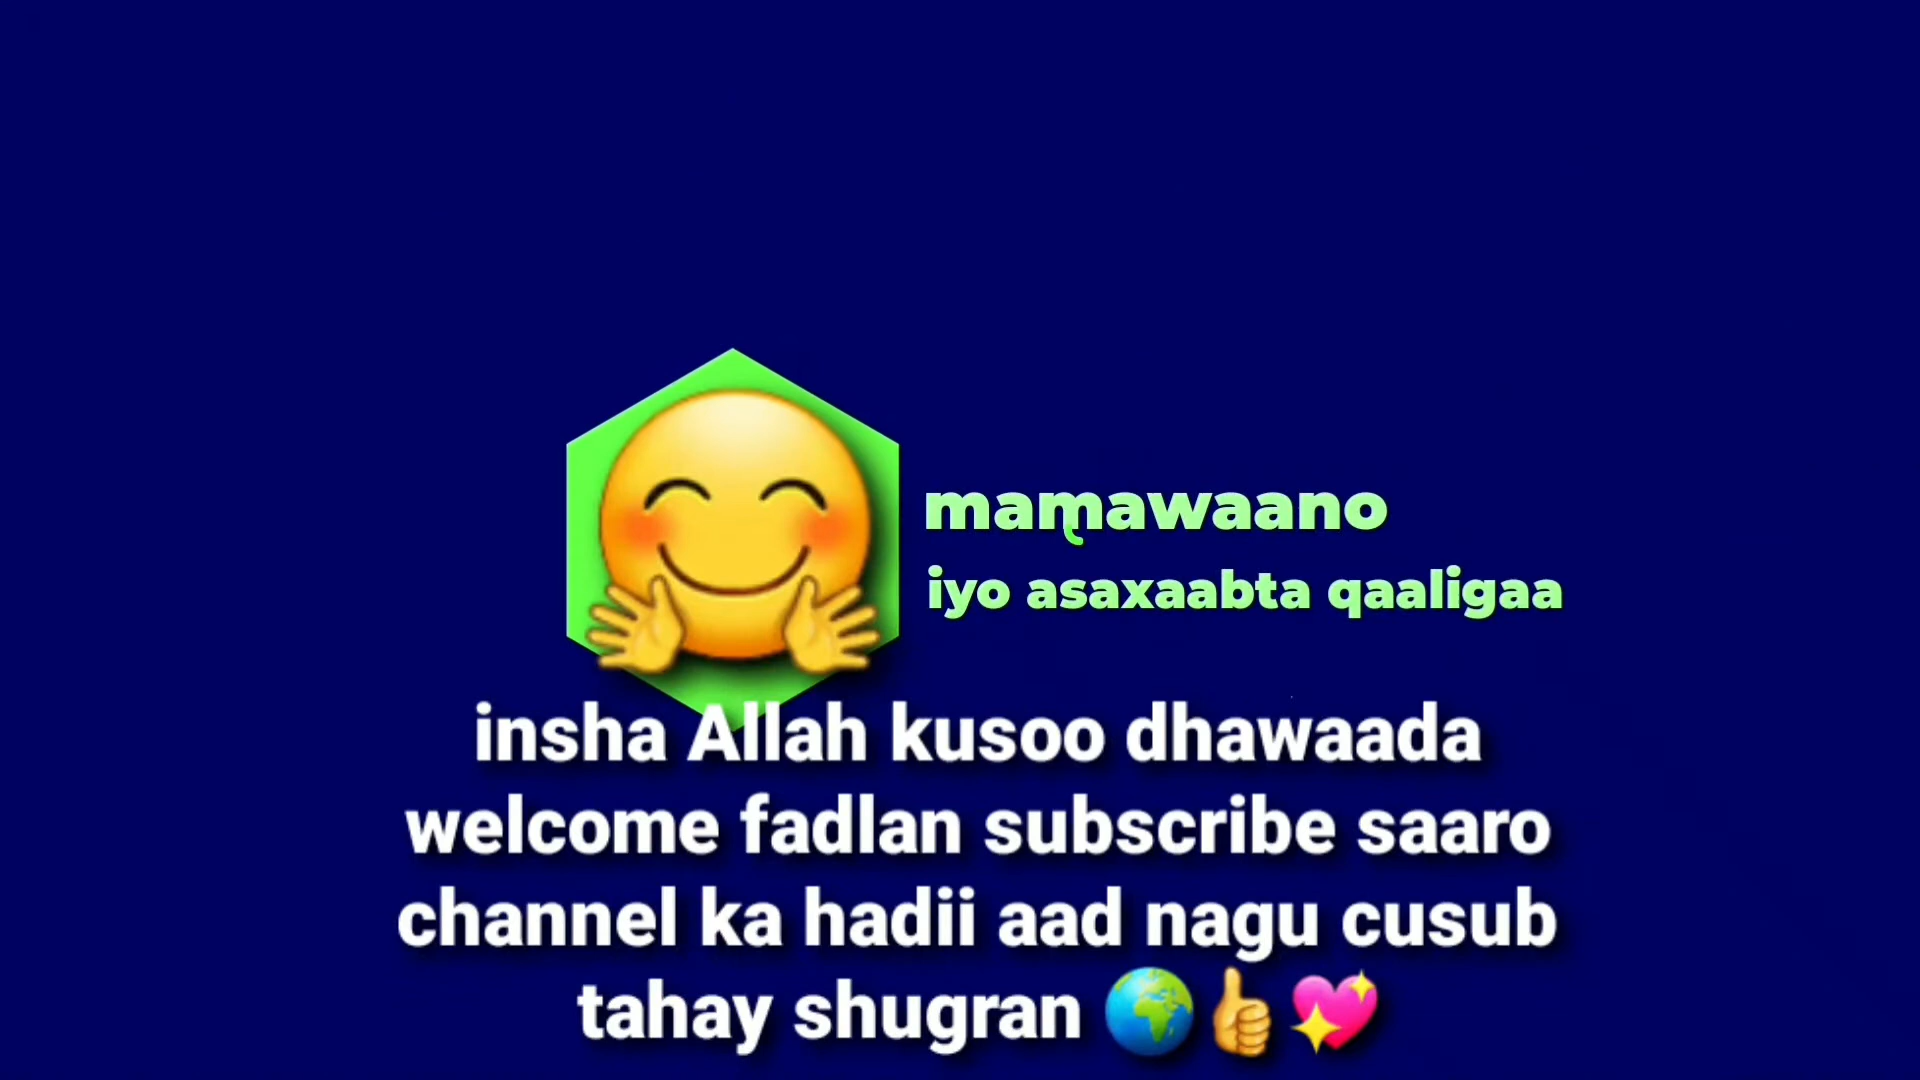 mamawaano
iyo asaxaabta qaaligaa
insha Allah kusoo dhawaada
welcome fadlan subscribe saaro
channel ka hadii aad nagu cusub
tahay shugran 🌍👍💖